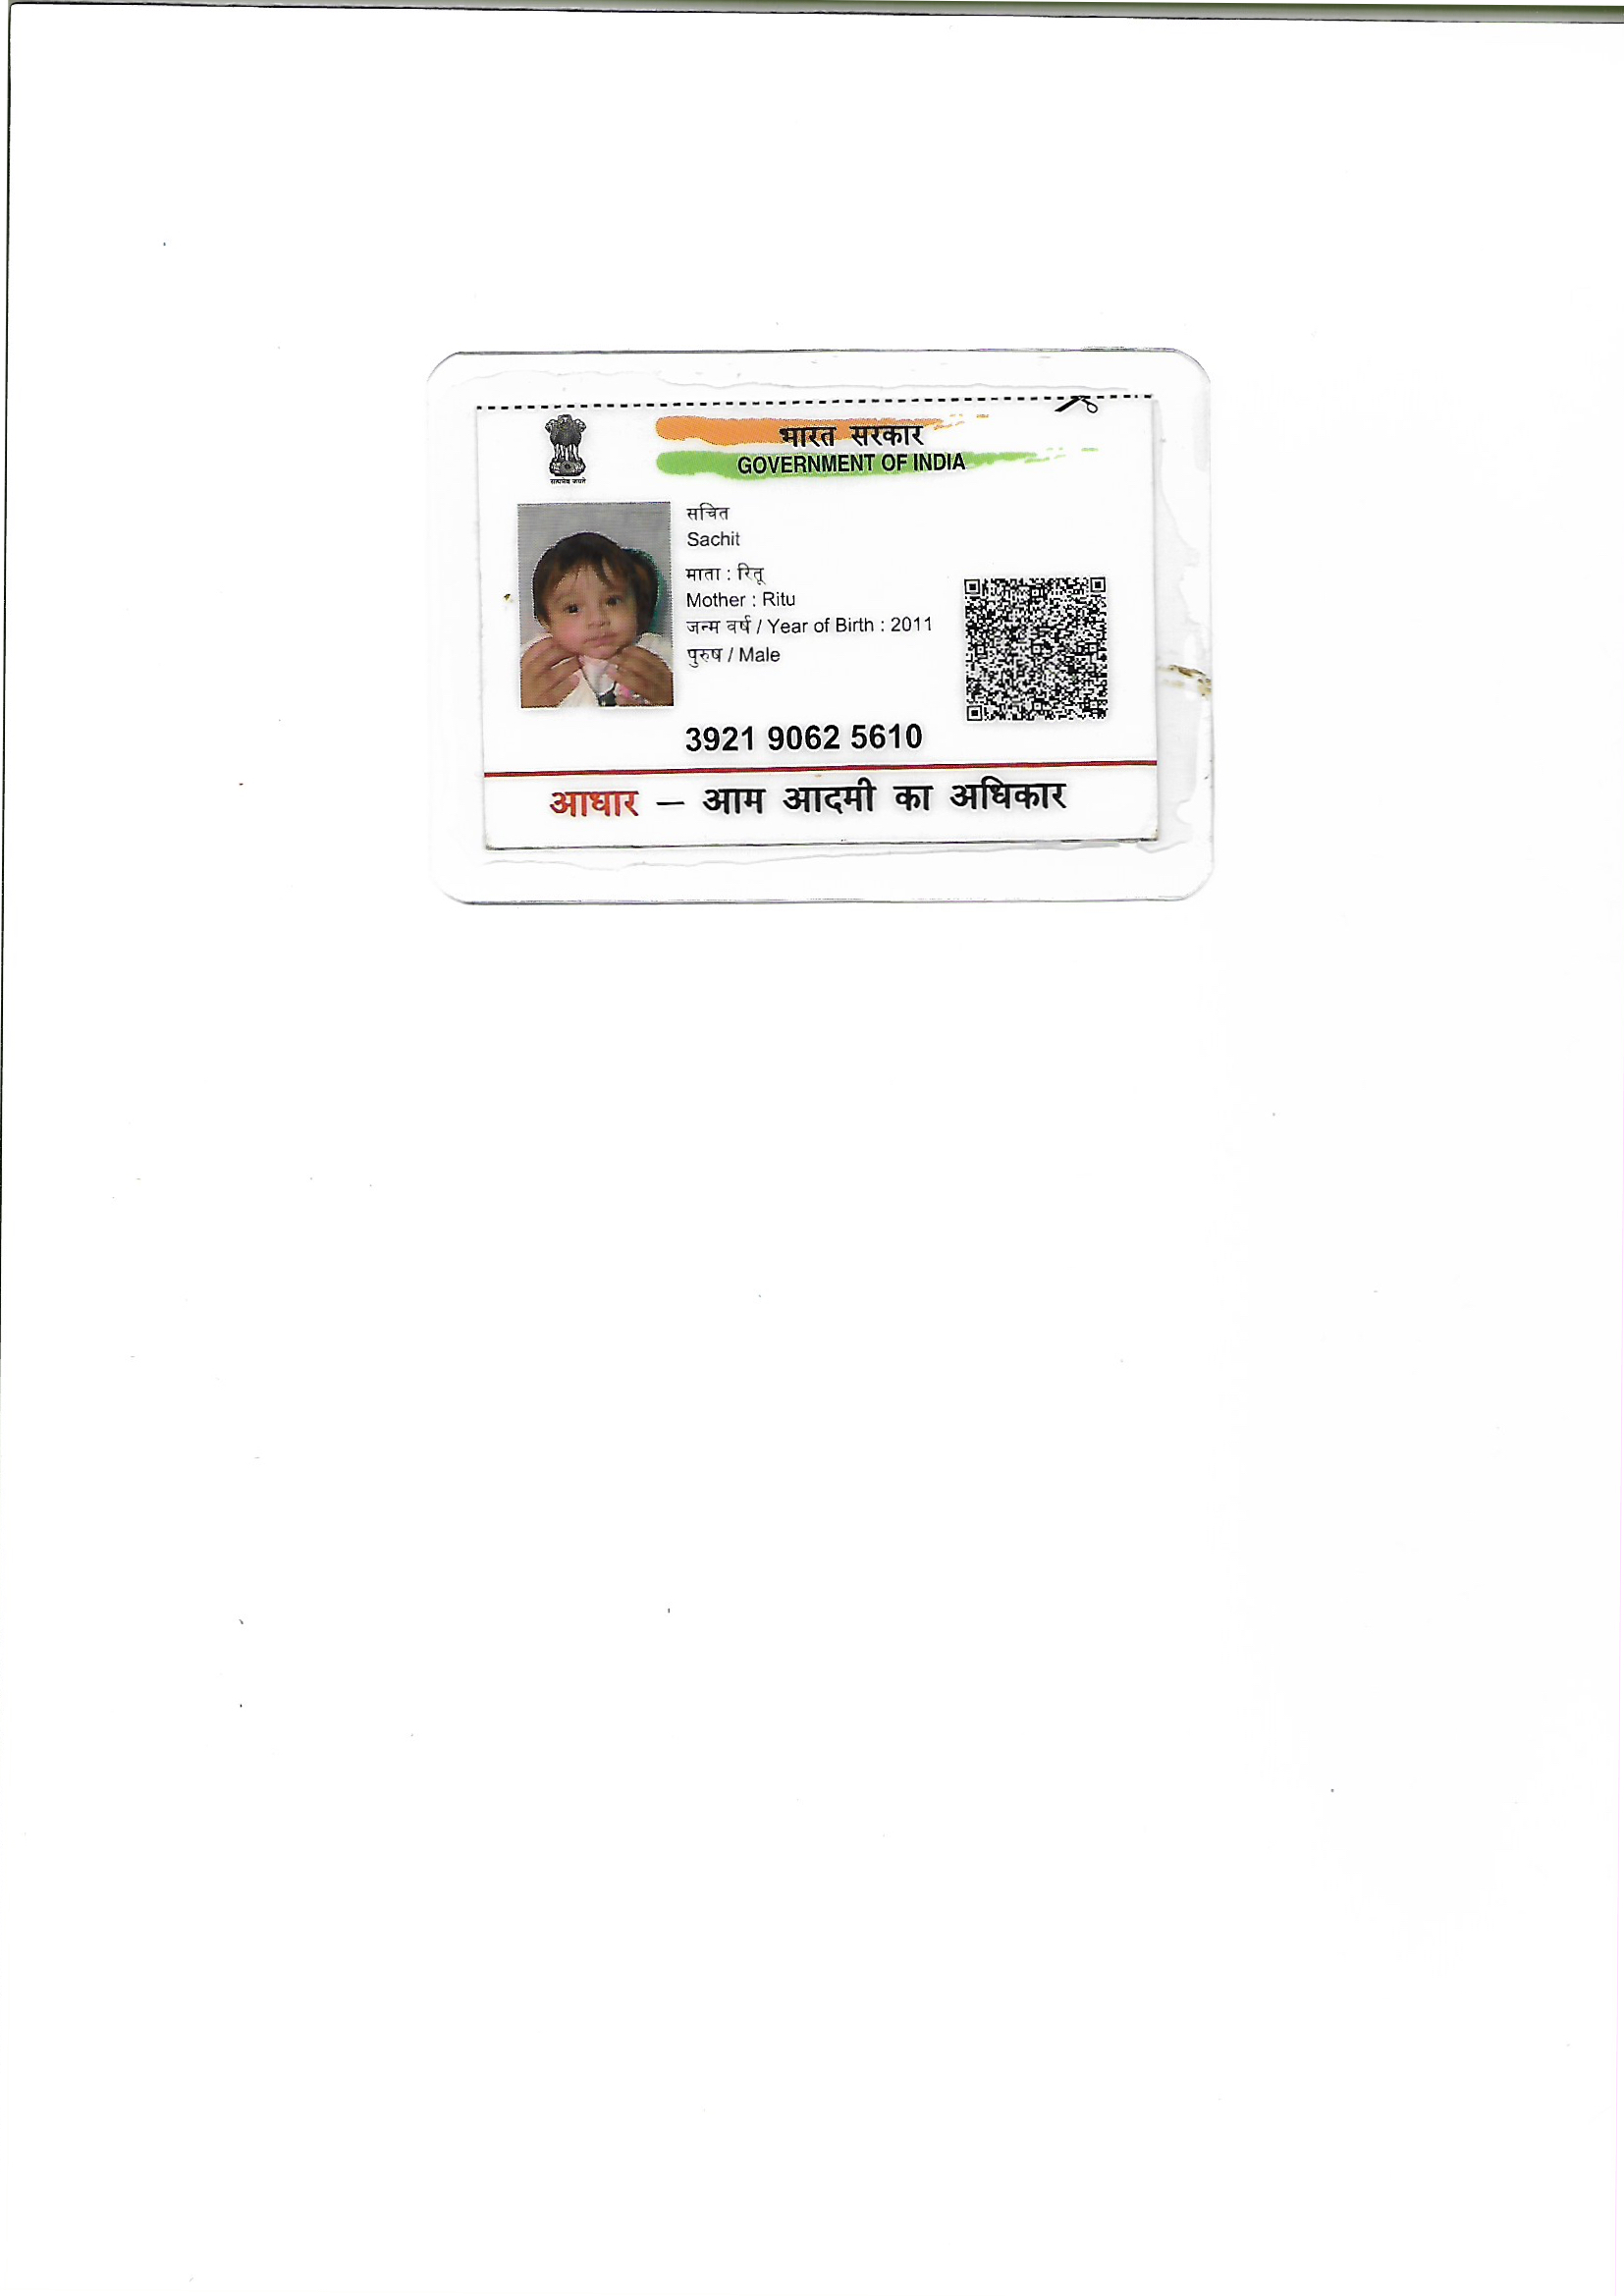 भारत सरकार
GOVERNMENT OF INDIA
सत्यमेव जयते
सचित
Sachit
माता : रितू
Mother : Ritu
जन्म वर्ष / Year of Birth : 2011
पुरुष / Male
3921 9062 5610
आधार – आम आदमी का अधिकार